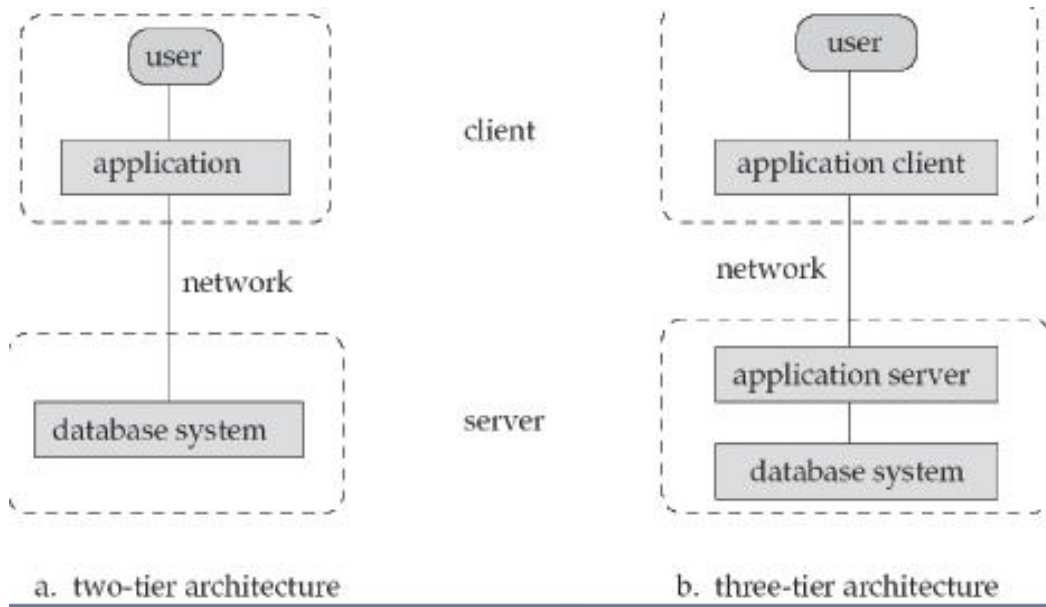 user
application
network
database system
a. two-tier architecture
client
server
user
application client
network
application server
database system
b. three-tier architecture